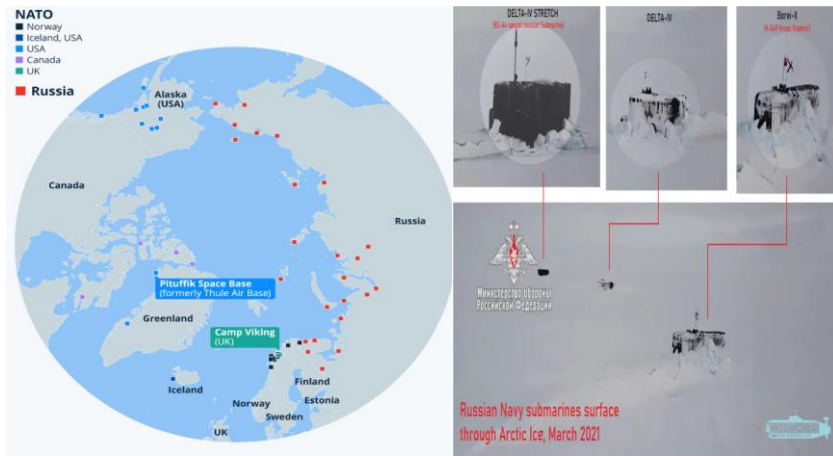 NATO
Norway
Iceland, USA
USA
Canada
UK
Russia
Alaska
(USA)
Canada
Russia
Pituffik Space Base
(formerly Thule Air Base)
Greenland
Camp Viking
(UK)
Iceland
Finland
Norway
Estonia
Sweden
UK
DELTA-IV STRETCH
DELTA-IV
Borei-II
Министерство обороны
Российской Федерации
Russian Navy submarines surface
through Arctic Ice, March 2021